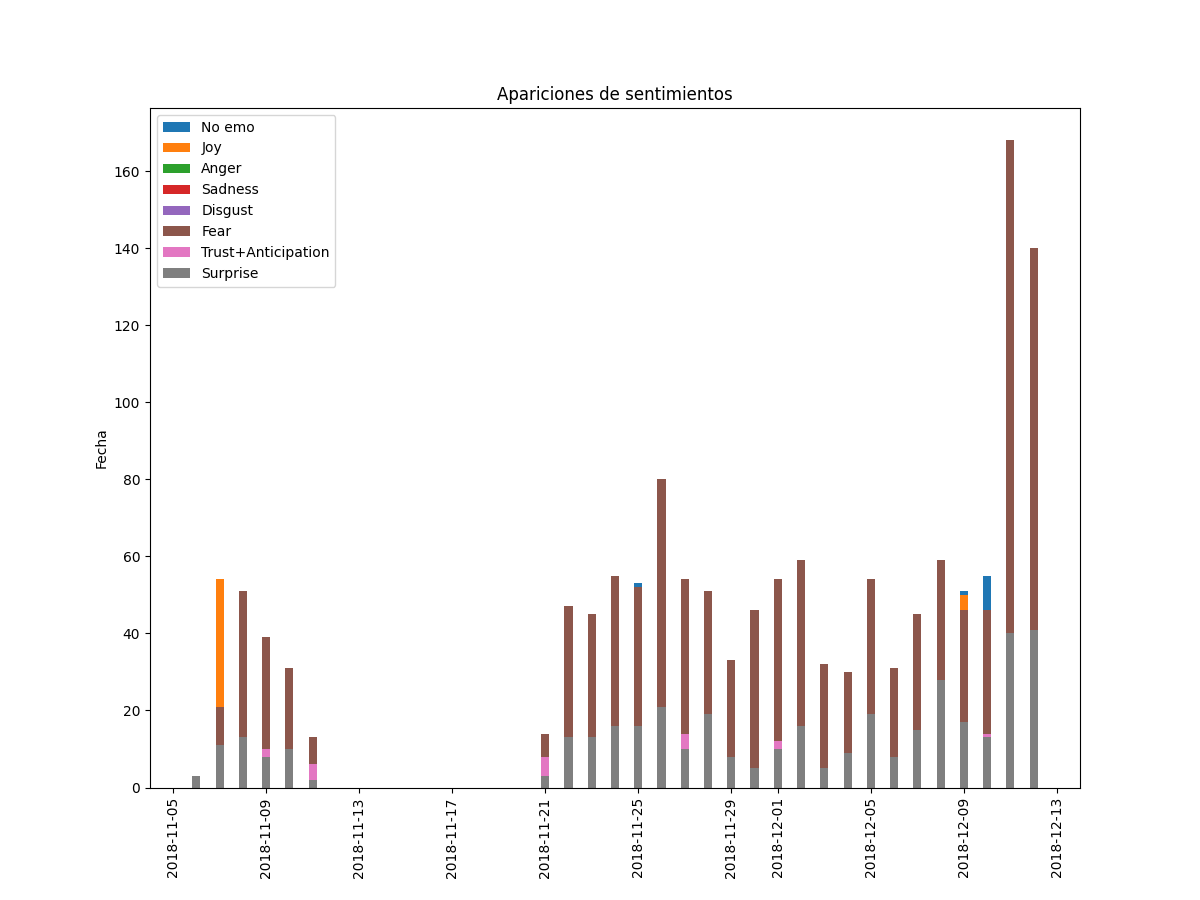 Apariciones de sentimientos
No emo
Joy
Anger
Sadness
Disgust
Fear
Trust+Anticipation
Surprise
Fecha
160
140
120
100
80
60
40
20
0
2018-11-05
2018-11-09
2018-11-13
2018-11-17
2018-11-21
2018-11-25
2018-11-29
2018-12-01
2018-12-05
2018-12-09
2018-12-13